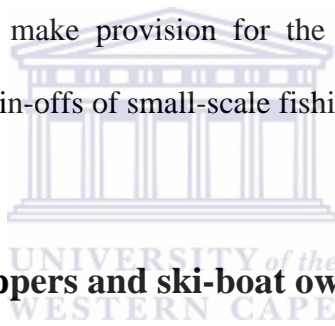 make provision for the
in-offs of small-scale fishi
UNIVERSITY of the
ppers and ski-boat ow
WESTERN CAPE